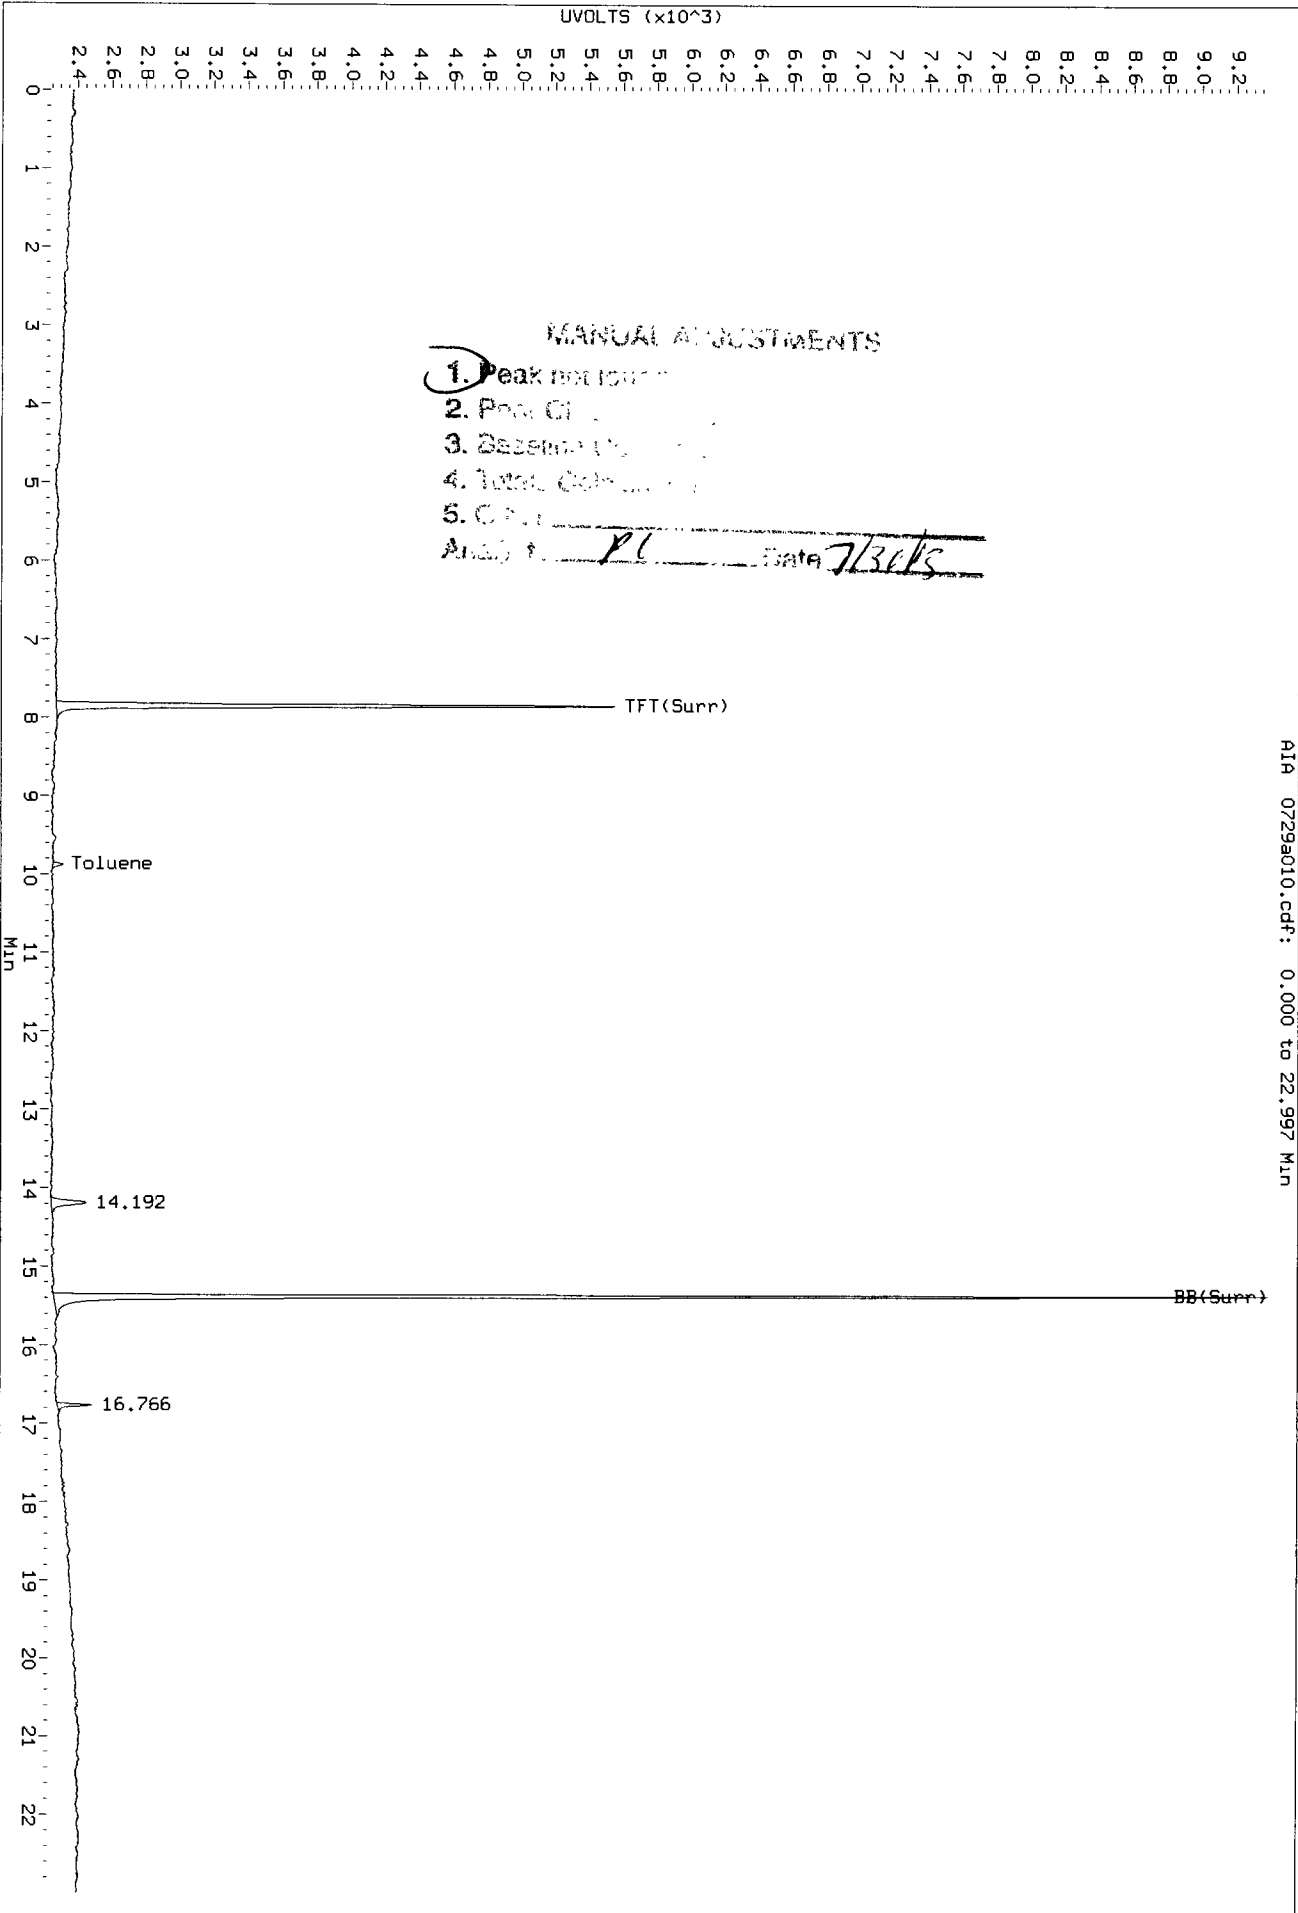 UVOLTS (x10^3)
2.4 2.6 2.8 3.0 3.2 3.4 3.6 3.8 4.0 4.2 4.4 4.6 4.8 5.0 5.2 5.4 5.6 5.8 6.0 6.2 6.4 6.6 6.8 7.0 7.2 7.4 7.6 7.8 8.0 8.2 8.4 8.6 8.8 9.0 9.2
AIA 0729a010.cdf: 0.000 to 22.997 Min
MANUAL ADJUSTMENTS
1. Peak not
2.
3. Baseline
4.
5.
Analyst Date 7/30/13
TFT(Surr)
Toluene
14.192
BB(Surr)
16.766
0 1 2 3 4 5 6 7 8 9 10 11 12 13 14 15 16 17 18 19 20 21 22
Min